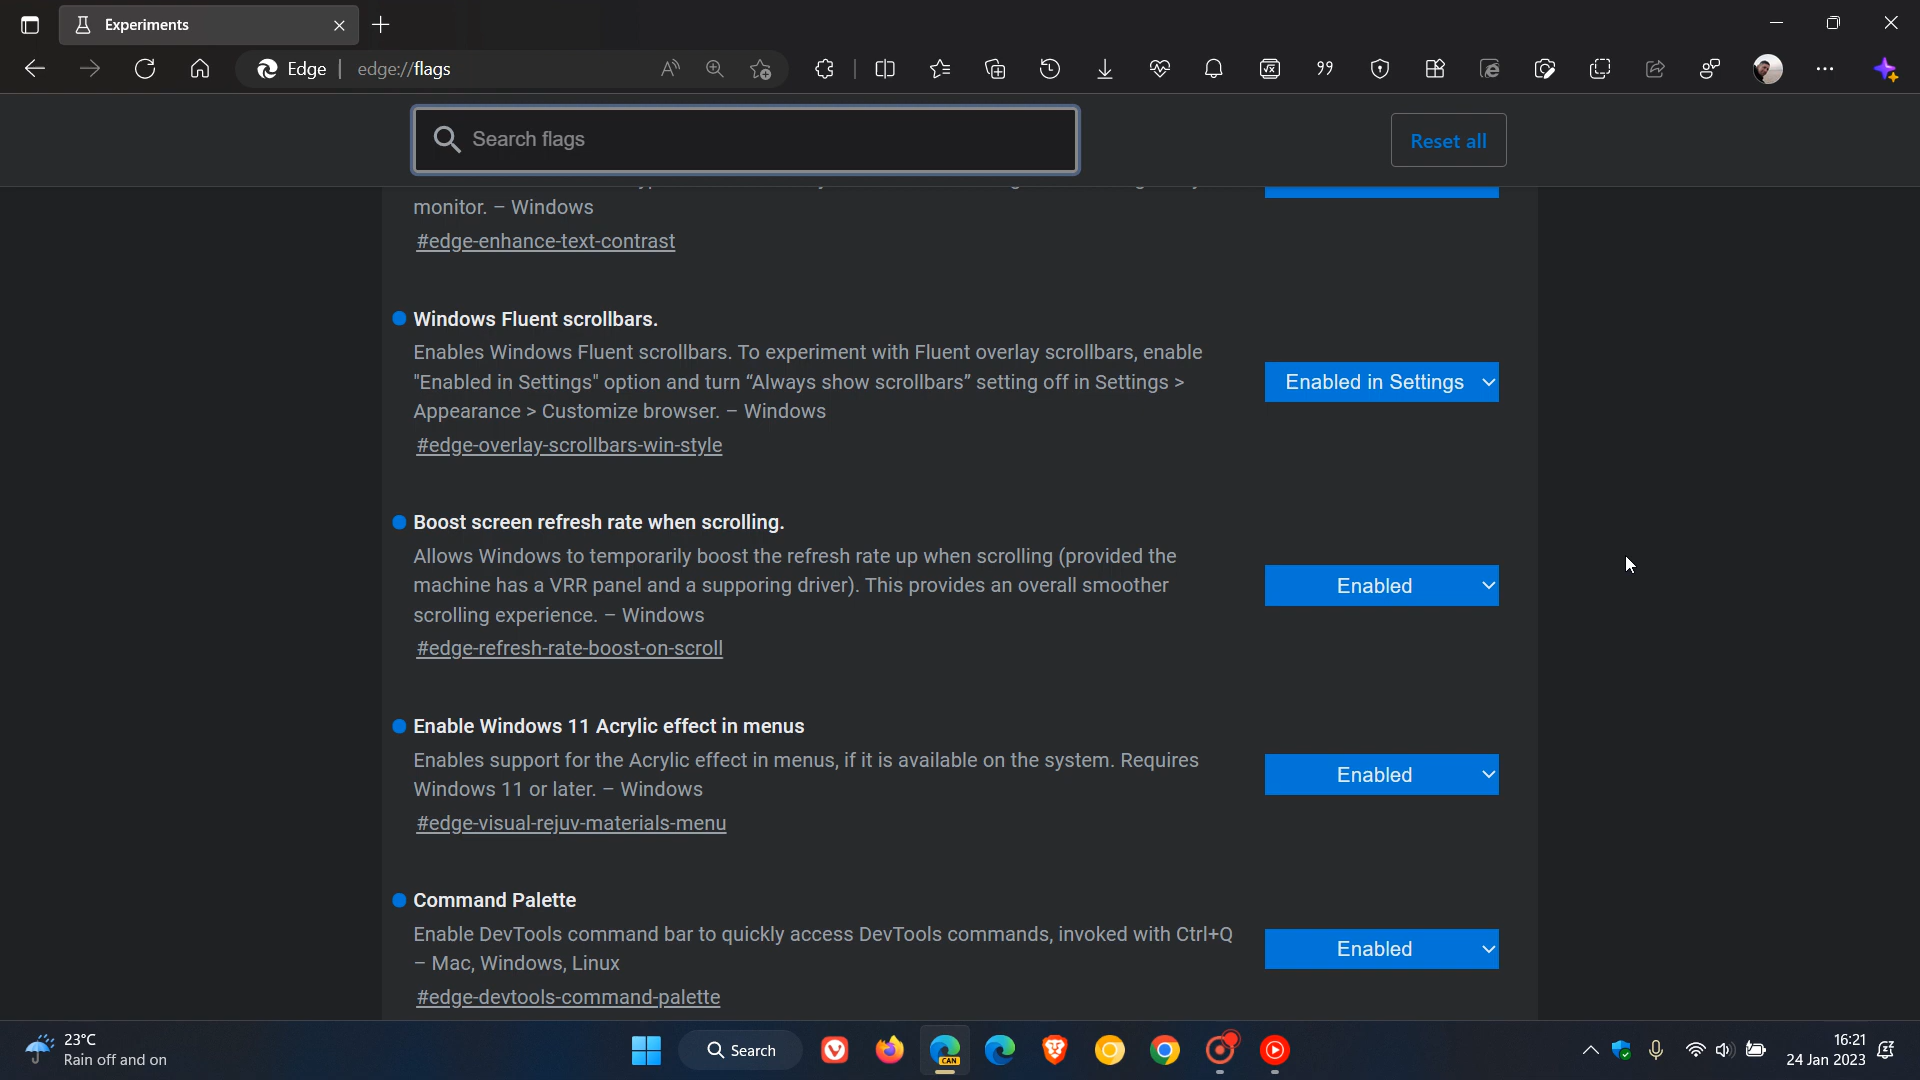 Experiments
Edge
edge://flags
Search flags
Reset all
monitor. – Windows
#edge-enhance-text-contrast
Windows Fluent scrollbars.
Enables Windows Fluent scrollbars. To experiment with Fluent overlay scrollbars, enable
"Enabled in Settings" option and turn “Always show scrollbars” setting off in Settings >
Appearance > Customize browser. – Windows
#edge-overlay-scrollbars-win-style
Enabled in Settings
Boost screen refresh rate when scrolling.
Allows Windows to temporarily boost the refresh rate up when scrolling (provided the
machine has a VRR panel and a supporing driver). This provides an overall smoother
scrolling experience. – Windows
#edge-refresh-rate-boost-on-scroll
Enabled
Enable Windows 11 Acrylic effect in menus
Enables support for the Acrylic effect in menus, if it is available on the system. Requires
Windows 11 or later. – Windows
#edge-visual-rejuv-materials-menu
Enabled
Command Palette
Enable DevTools command bar to quickly access DevTools commands, invoked with Ctrl+Q
– Mac, Windows, Linux
#edge-devtools-command-palette
Enabled
23°C
Rain off and on
Search
CAN
16:21
24 Jan 2023